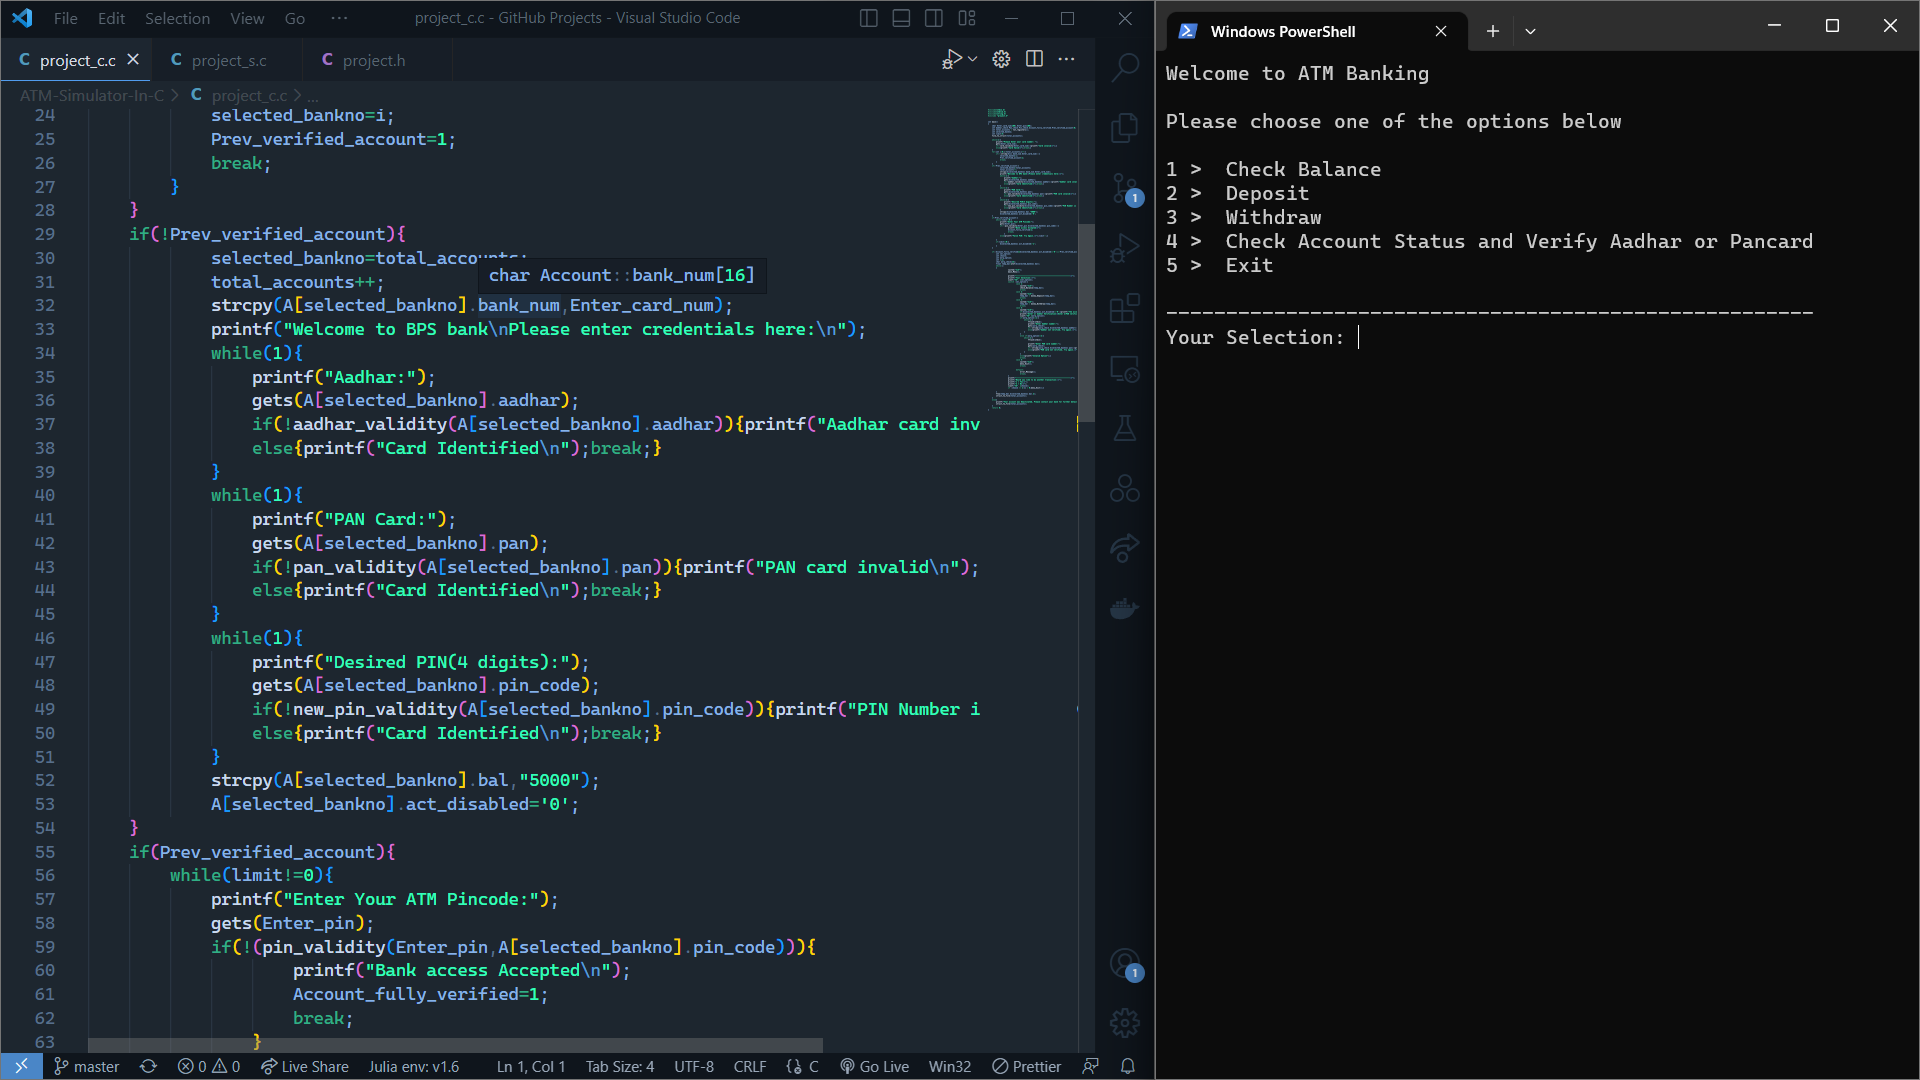 File Edit Selection View Go ··· project_c.c - GitHub Projects - Visual Studio Code
C project_c.c C project_s.c C project.h
ATM-Simulator-In-C > C project_c.c > ...
24 selected_bankno=i;
25 Prev_verified_account=1;
26 break;
27 }
28 }
29 if(!Prev_verified_account){
30 selected_bankno=total_accounts;
char Account::bank_num[16]
31 total_accounts++;
32 strcpy(A[selected_bankno].bank_num,Enter_card_num);
33 printf("Welcome to BPS bank\nPlease enter credentials here:\n");
34 while(1){
35 printf("Aadhar:");
36 gets(A[selected_bankno].aadhar);
37 if(!aadhar_validity(A[selected_bankno].aadhar)){printf("Aadhar card inv
38 else{printf("Card Identified\n");break;}
39 }
40 while(1){
41 printf("PAN Card:");
42 gets(A[selected_bankno].pan);
43 if(!pan_validity(A[selected_bankno].pan)){printf("PAN card invalid\n");
44 else{printf("Card Identified\n");break;}
45 }
46 while(1){
47 printf("Desired PIN(4 digits):");
48 gets(A[selected_bankno].pin_code);
49 if(!new_pin_validity(A[selected_bankno].pin_code)){printf("PIN Number i
50 else{printf("Card Identified\n");break;}
51 }
52 strcpy(A[selected_bankno].bal,"5000");
53 A[selected_bankno].act_disabled='0';
54 }
55 if(Prev_verified_account){
56 while(limit!=0){
57 printf("Enter Your ATM Pincode:");
58 gets(Enter_pin);
59 if(!(pin_validity(Enter_pin,A[selected_bankno].pin_code))){
60 printf("Bank access Accepted\n");
61 Account_fully_verified=1;
62 break;
63 }
1
1
master 0 0 Live Share Julia env: v1.6 Ln 1, Col 1 Tab Size: 4 UTF-8 CRLF {} C Go Live Win32 Prettier
Windows PowerShell
Welcome to ATM Banking
Please choose one of the options below
1 > Check Balance
2 > Deposit
3 > Withdraw
4 > Check Account Status and Verify Aadhar or Pancard
5 > Exit
------------------------------------------------------
Your Selection: